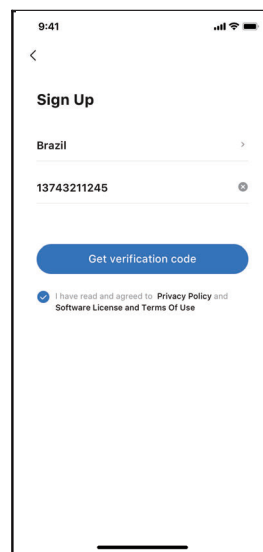 9:41
Sign Up
Brazil
13743211245
Get verification code
I have read and agreed to Privacy Policy and
Software License and Terms Of Use